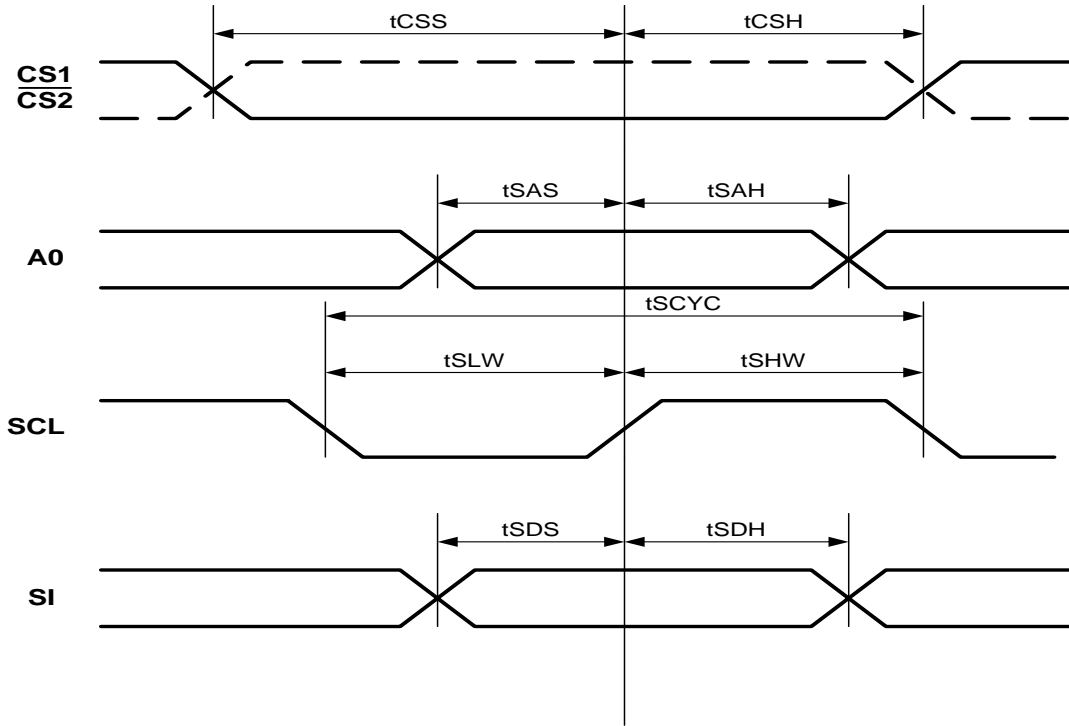 tCSS tCSH
CS1
CS2
tSAS tSAH
A0
tSCYC
tSLW tSHW
SCL
tSDS tSDH
SI